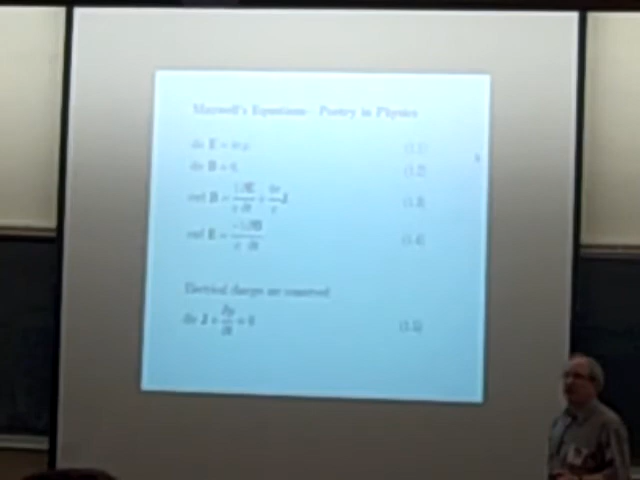 Maxwell's Equations - Poetry in Physics
div E = 4πρ (1.1)
div B = 0. (1.2)
curl B = 1/c ∂E/∂t + 4π/c J (1.3)
curl E = -1/c ∂B/∂t (1.4)
Electrical charges are conserved
div J + ∂ρ/∂t = 0 (1.5)